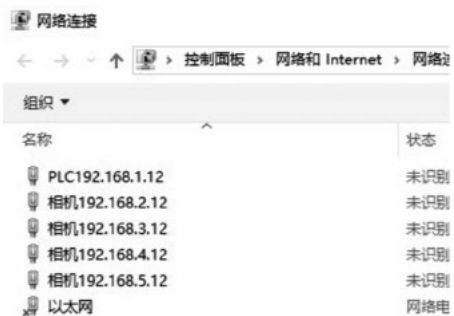 网络连接
控制面板 > 网络和 Internet > 网络
组织
名称 状态
PLC192.168.1.12 未识别
相机192.168.2.12 未识别
相机192.168.3.12 未识别
相机192.168.4.12 未识别
相机192.168.5.12 未识别
以太网 网络电